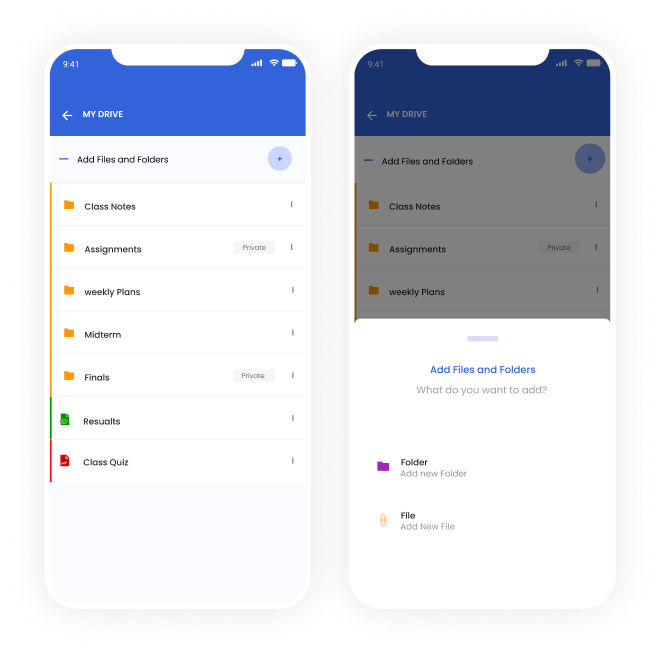 9:41
MY DRIVE
Add Files and Folders
+
Class Notes
Assignments
Private
weekly Plans
Midterm
Finals
Private
Resualts
Class Quiz
9:41
MY DRIVE
Add Files and Folders
+
Class Notes
Assignments
Private
weekly Plans
Add Files and Folders
What do you want to add?
Folder
Add new Folder
File
Add New File